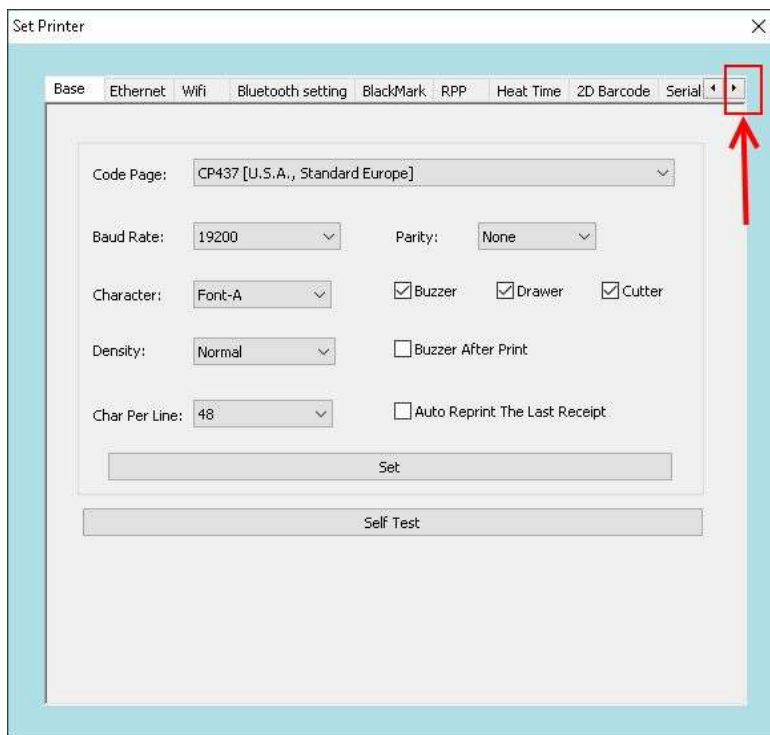 Set Printer
Base Ethernet Wifi Bluetooth setting BlackMark RPP Heat Time 2D Barcode Serial
Code Page: CP437 [U.S.A., Standard Europe]
Baud Rate: 19200 Parity: None
Character: Font-A Buzzer Drawer Cutter
Density: Normal Buzzer After Print
Char Per Line: 48 Auto Reprint The Last Receipt
Set
Self Test